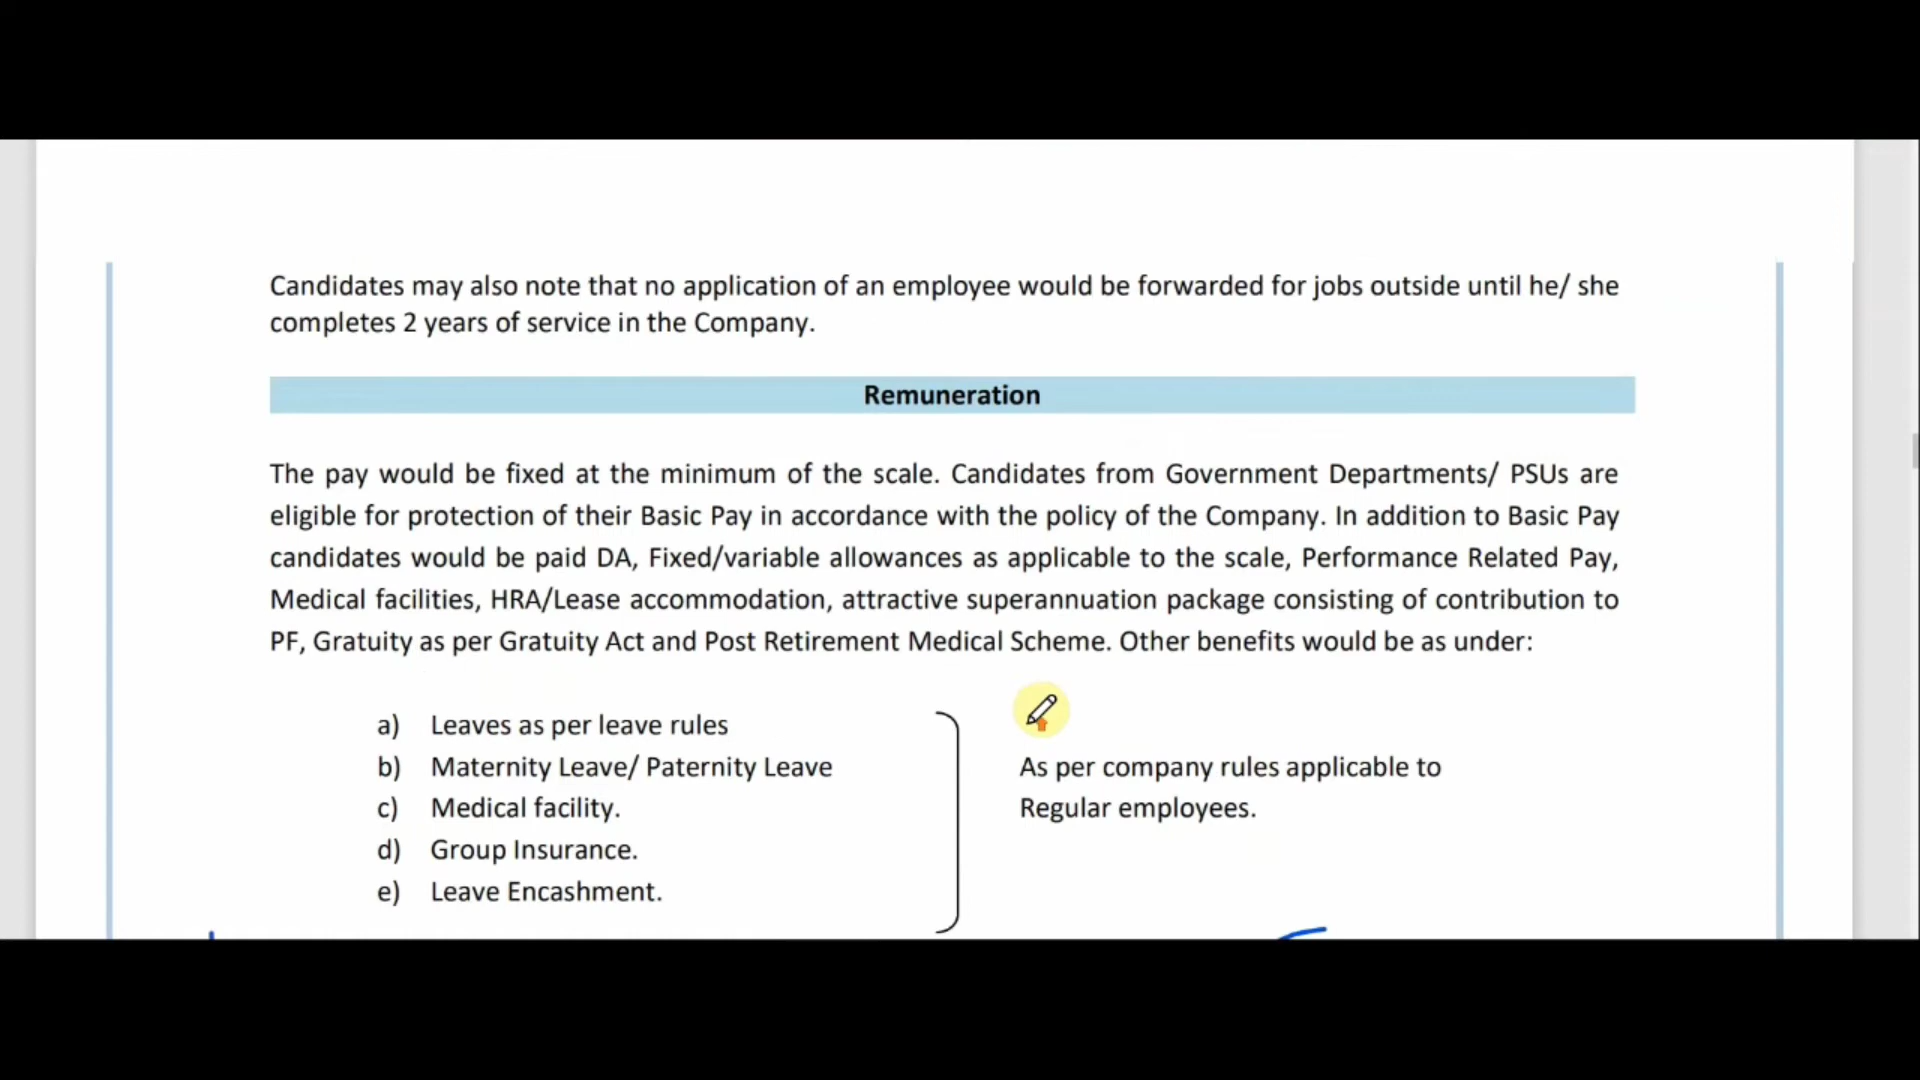 Candidates may also note that no application of an employee would be forwarded for jobs outside until he/ she
completes 2 years of service in the Company.
Remuneration
The pay would be fixed at the minimum of the scale. Candidates from Government Departments/ PSUs are
eligible for protection of their Basic Pay in accordance with the policy of the Company. In addition to Basic Pay
candidates would be paid DA, Fixed/variable allowances as applicable to the scale, Performance Related Pay,
Medical facilities, HRA/Lease accommodation, attractive superannuation package consisting of contribution to
PF, Gratuity as per Gratuity Act and Post Retirement Medical Scheme. Other benefits would be as under:
a) Leaves as per leave rules
b) Maternity Leave/ Paternity Leave
c) Medical facility.
d) Group Insurance.
e) Leave Encashment.
As per company rules applicable to
Regular employees.